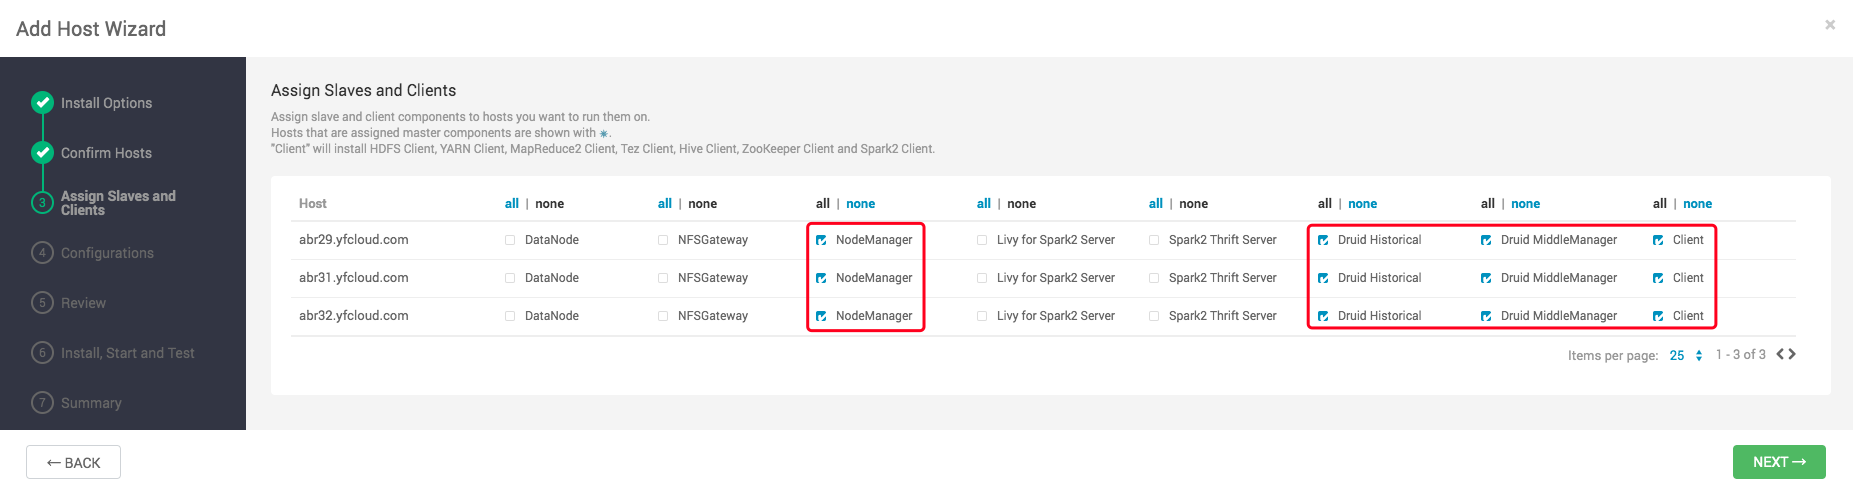 Add Host Wizard
×
Install Options
Confirm Hosts
3 Assign Slaves and
Clients
4 Configurations
5 Review
6 Install, Start and Test
7 Summary
Assign Slaves and Clients
Assign slave and client components to hosts you want to run them on.
Hosts that are assigned master components are shown with ✷.
"Client" will install HDFS Client, YARN Client, MapReduce2 Client, Tez Client, Hive Client, ZooKeeper Client and Spark2 Client.
Host all | none all | none all | none all | none all | none all | none all | none all | none
abr29.yfcloud.com DataNode NFSGateway NodeManager Livy for Spark2 Server Spark2 Thrift Server Druid Historical Druid MiddleManager Client
abr31.yfcloud.com DataNode NFSGateway NodeManager Livy for Spark2 Server Spark2 Thrift Server Druid Historical Druid MiddleManager Client
abr32.yfcloud.com DataNode NFSGateway NodeManager Livy for Spark2 Server Spark2 Thrift Server Druid Historical Druid MiddleManager Client
Items per page: 25 1 - 3 of 3
← BACK
NEXT →